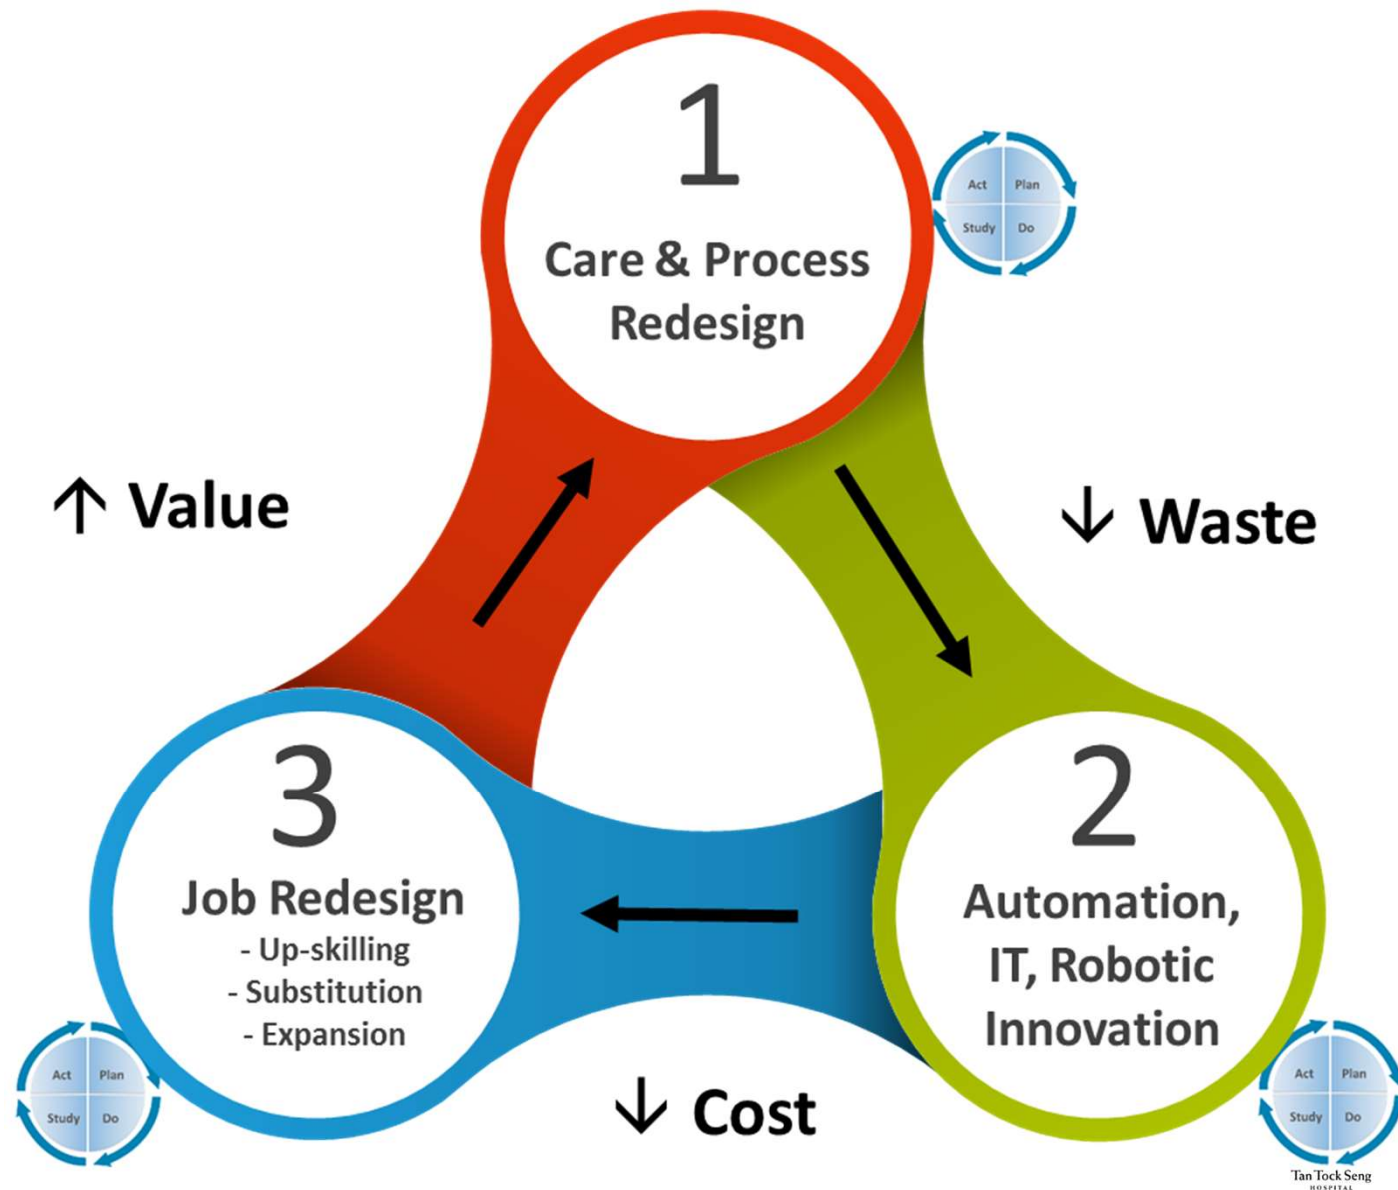 1
Care & Process
Redesign
Act Plan
Study Do
↑ Value
↓ Waste
3
Job Redesign
- Up-skilling
- Substitution
- Expansion
2
Automation,
IT, Robotic
Innovation
Act Plan
Study Do
↓ Cost
Act Plan
Study Do
Tan Tock Seng
HOSPITAL